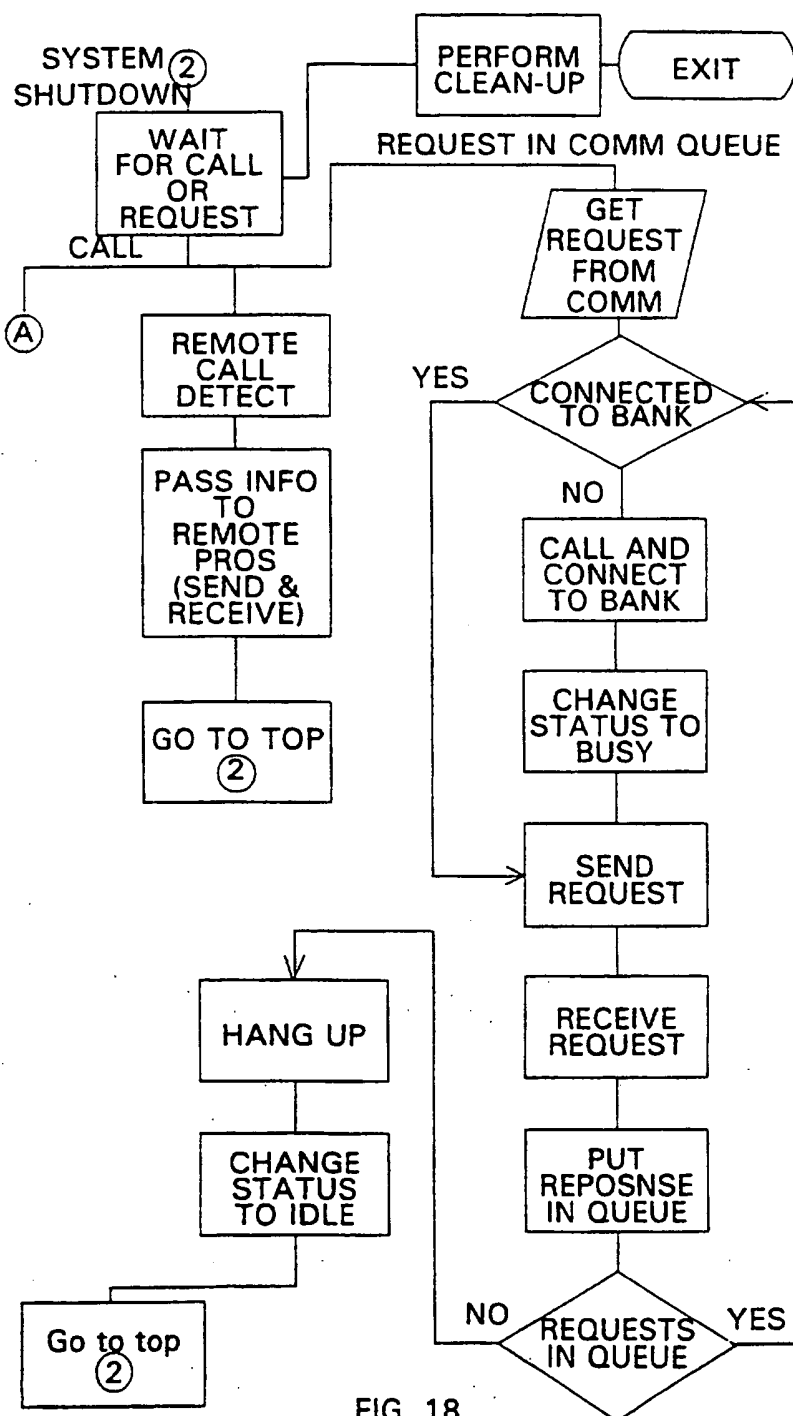 SYSTEM ②
SHUTDOWN
WAIT
FOR CALL
OR
REQUEST
PERFORM
CLEAN-UP
EXIT
REQUEST IN COMM QUEUE
CALL
Ⓐ
REMOTE
CALL
DETECT
PASS INFO
TO
REMOTE
PROS
(SEND &
RECEIVE)
GO TO TOP
②
GET
REQUEST
FROM
COMM
YES
CONNECTED
TO BANK
NO
CALL AND
CONNECT
TO BANK
CHANGE
STATUS TO
BUSY
SEND
REQUEST
RECEIVE
REQUEST
PUT
REPOSNSE
IN QUEUE
NO
REQUESTS
IN QUEUE
YES
HANG UP
CHANGE
STATUS
TO IDLE
Go to top
②
FIG. 18